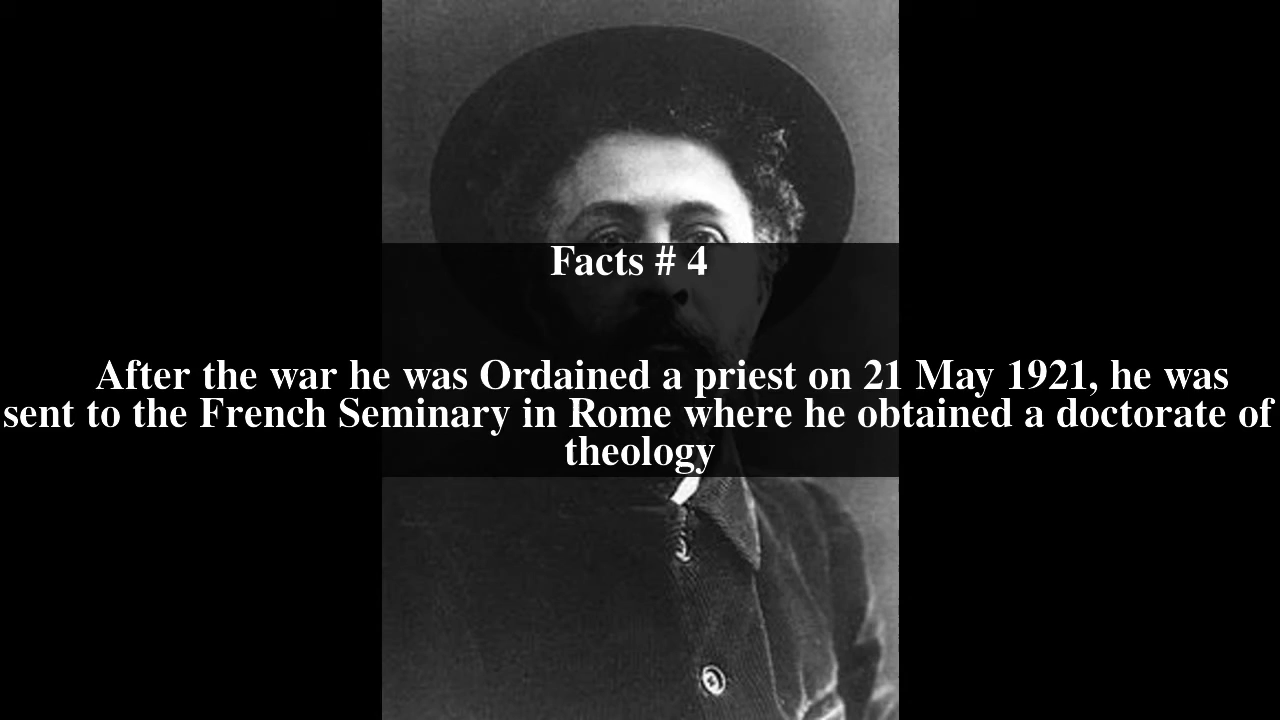 Facts # 4
After the war he was Ordained a priest on 21 May 1921, he was
sent to the French Seminary in Rome where he obtained a doctorate of
theology